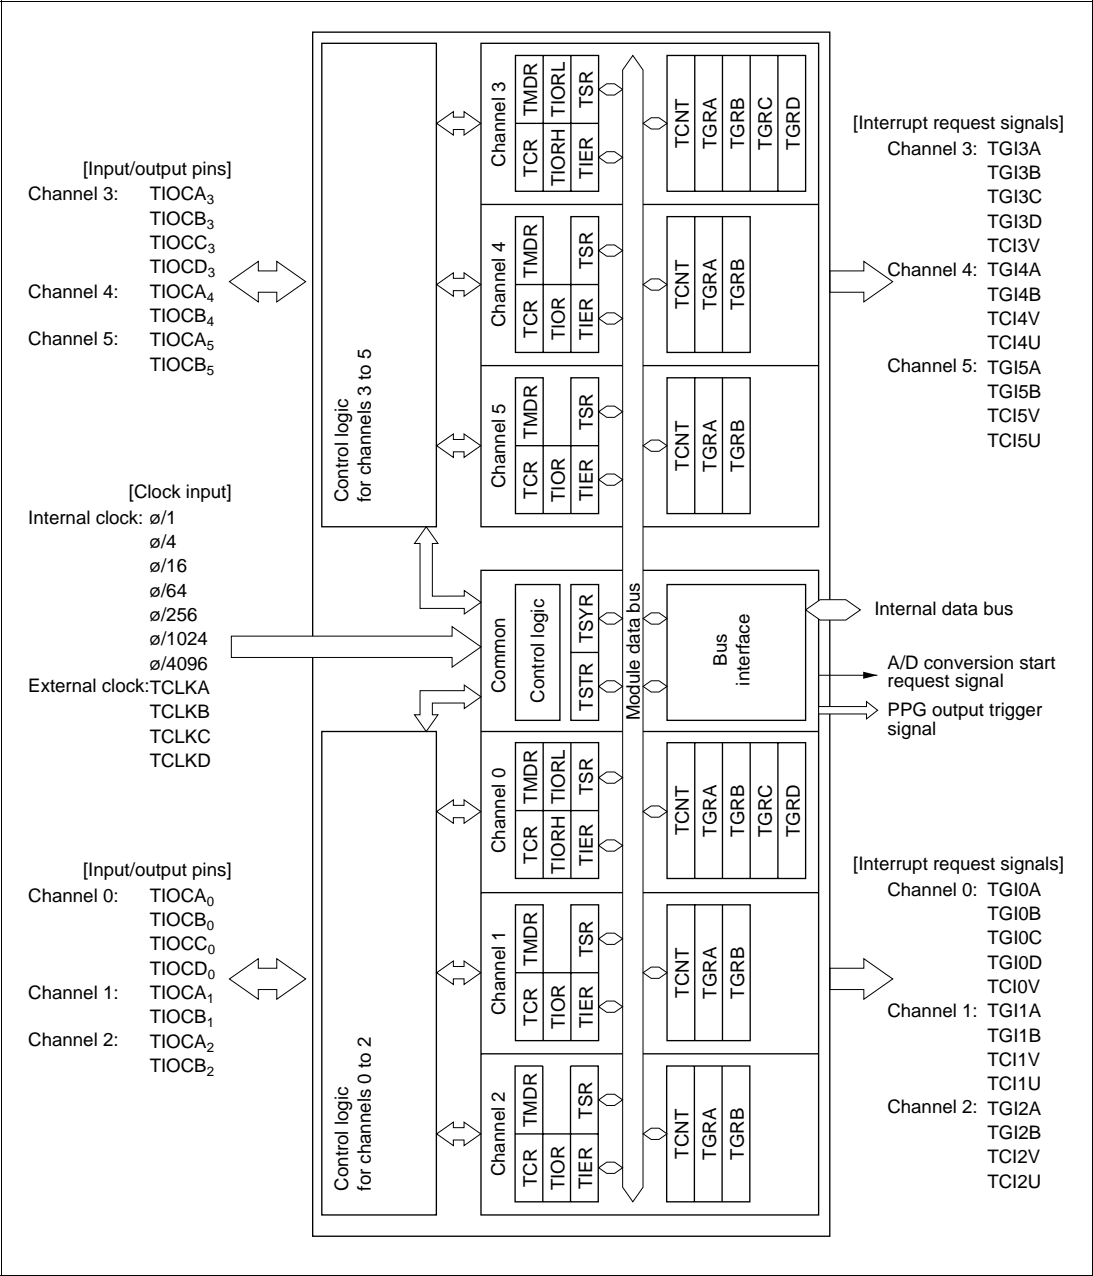 [Input/output pins]
Channel 3: TIOCA3
TIOCB3
TIOCC3
TIOCD3
Channel 4: TIOCA4
TIOCB4
Channel 5: TIOCA5
TIOCB5
[Clock input]
Internal clock: ø/1
ø/4
ø/16
ø/64
ø/256
ø/1024
ø/4096
External clock: TCLKA
TCLKB
TCLKC
TCLKD
[Input/output pins]
Channel 0: TIOCA0
TIOCB0
TIOCC0
TIOCD0
Channel 1: TIOCA1
TIOCB1
Channel 2: TIOCA2
TIOCB2
Control logic
for channels 3 to 5
Control logic
for channels 0 to 2
Channel 3
TCR TMDR
TIORH TIORL
TIER TSR
TCNT
TGRA
TGRB
TGRC
TGRD
Channel 4
TCR TMDR
TIOR
TIER TSR
TCNT
TGRA
TGRB
Channel 5
TCR TMDR
TIOR
TIER TSR
TCNT
TGRA
TGRB
Common
Control logic
TSTR TSYR
Module data bus
Bus
interface
Channel 0
TCR TMDR
TIORH TIORL
TIER TSR
TCNT
TGRA
TGRB
TGRC
TGRD
Channel 1
TCR TMDR
TIOR
TIER TSR
TCNT
TGRA
TGRB
Channel 2
TCR TMDR
TIOR
TIER TSR
TCNT
TGRA
TGRB
[Interrupt request signals]
Channel 3: TGI3A
TGI3B
TGI3C
TGI3D
TCI3V
Channel 4: TGI4A
TGI4B
TCI4V
TCI4U
Channel 5: TGI5A
TGI5B
TCI5V
TCI5U
Internal data bus
A/D conversion start
request signal
PPG output trigger
signal
[Interrupt request signals]
Channel 0: TGI0A
TGI0B
TGI0C
TGI0D
TCI0V
Channel 1: TGI1A
TGI1B
TCI1V
TCI1U
Channel 2: TGI2A
TGI2B
TCI2V
TCI2U